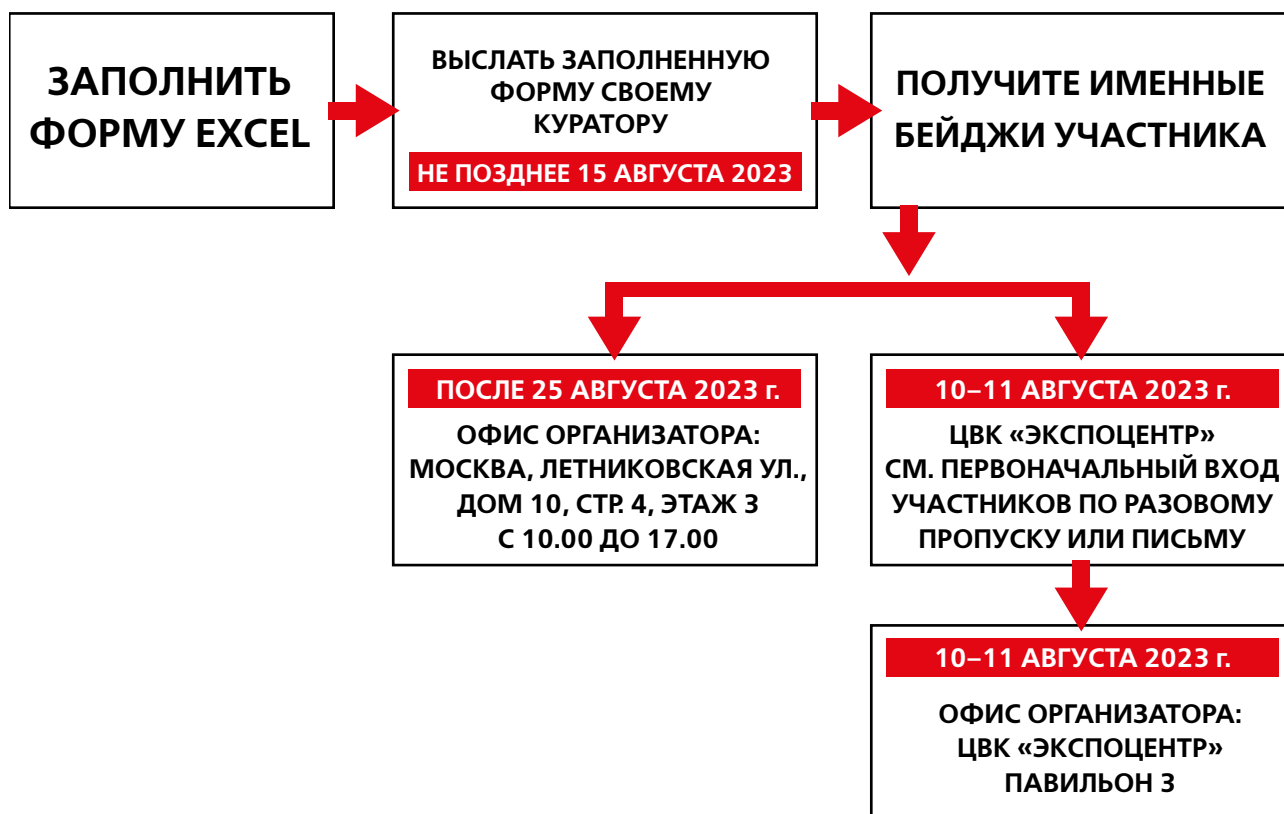 ЗАПОЛНИТЬ
ФОРМУ EXCEL
ВЫСЛАТЬ ЗАПОЛНЕННУЮ
ФОРМУ СВОЕМУ
КУРАТОРУ
НЕ ПОЗДНЕЕ 15 АВГУСТА 2023
ПОЛУЧИТЕ ИМЕННЫЕ
БЕЙДЖИ УЧАСТНИКА
ПОСЛЕ 25 АВГУСТА 2023 г.
ОФИС ОРГАНИЗАТОРА:
МОСКВА, ЛЕТНИКОВСКАЯ УЛ.,
ДОМ 10, СТР. 4, ЭТАЖ 3
С 10.00 ДО 17.00
10–11 АВГУСТА 2023 г.
ЦВК «ЭКСПОЦЕНТР»
СМ. ПЕРВОНАЧАЛЬНЫЙ ВХОД
УЧАСТНИКОВ ПО РАЗОВОМУ
ПРОПУСКУ ИЛИ ПИСЬМУ
10–11 АВГУСТА 2023 г.
ОФИС ОРГАНИЗАТОРА:
ЦВК «ЭКСПОЦЕНТР»
ПАВИЛЬОН 3